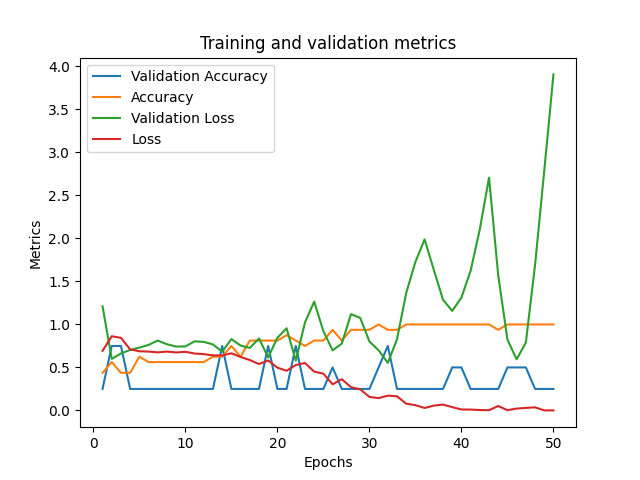 Training and validation metrics
Validation Accuracy
Accuracy
Validation Loss
Loss
4.0
3.5
3.0
2.5
2.0
1.5
1.0
0.5
0.0
Metrics
0 10 20 30 40 50
Epochs